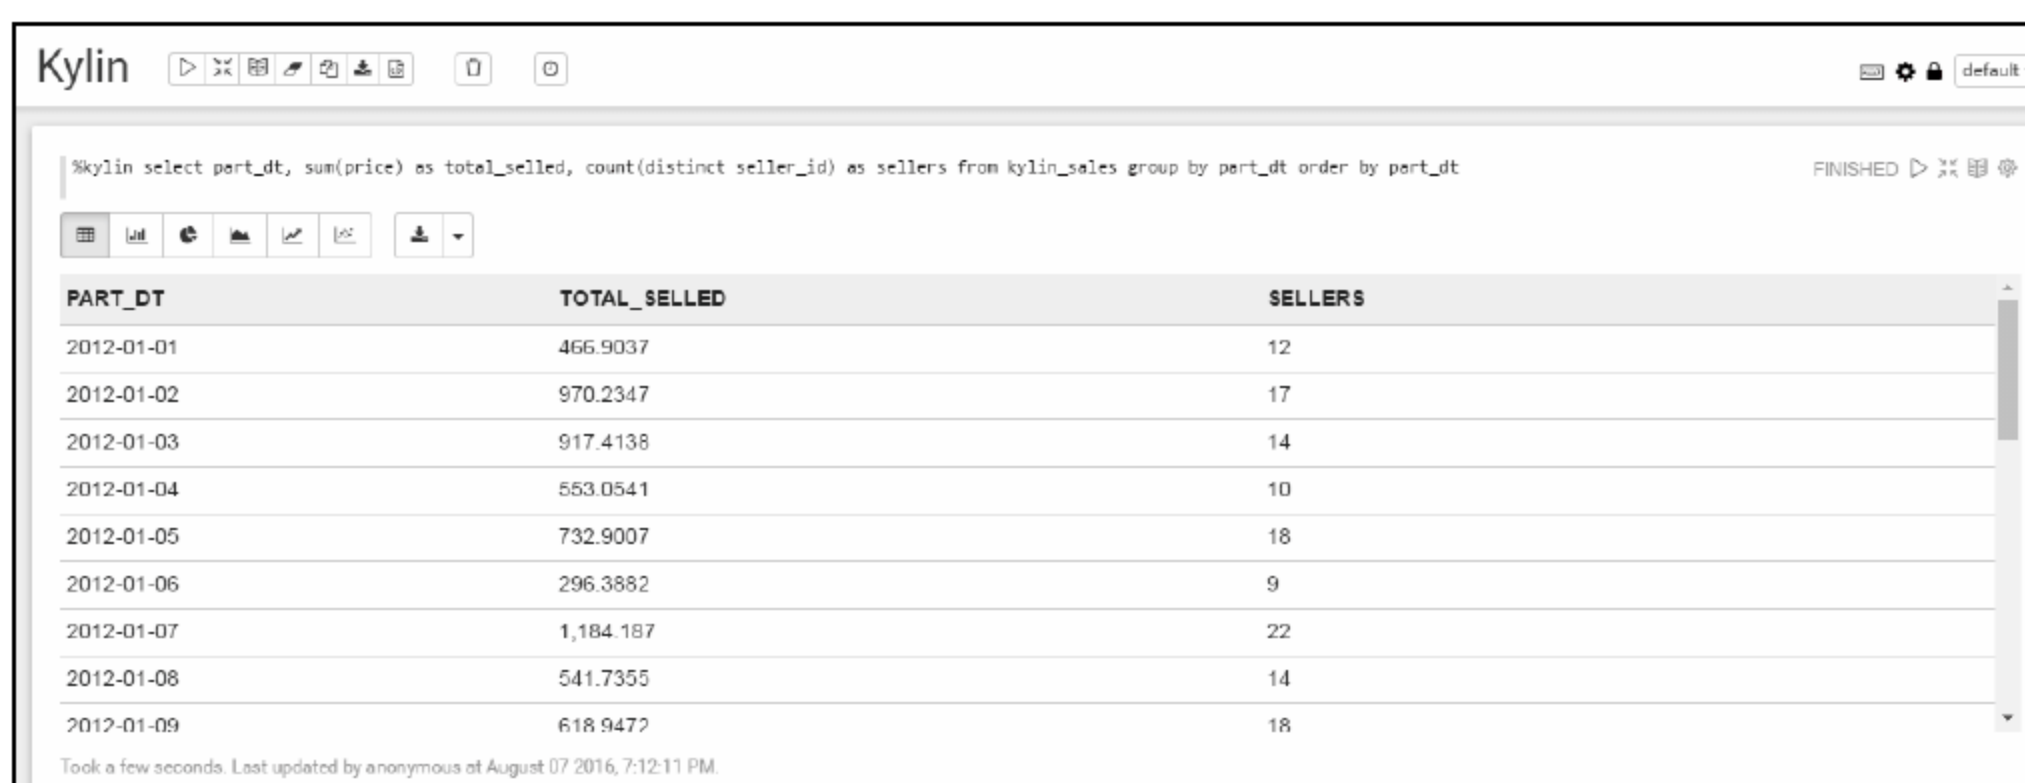 Kylin
default
%kylin select part_dt, sum(price) as total_selled, count(distinct seller_id) as sellers from kylin_sales group by part_dt order by part_dt
FINISHED
PART_DT TOTAL_SELLED SELLERS
2012-01-01 466.9037 12
2012-01-02 970.2347 17
2012-01-03 917.4138 14
2012-01-04 553.0541 10
2012-01-05 732.9007 18
2012-01-06 296.3882 9
2012-01-07 1,184.187 22
2012-01-08 541.7355 14
2012-01-09 618.9472 18
Took a few seconds. Last updated by anonymous at August 07 2016, 7:12:11 PM.